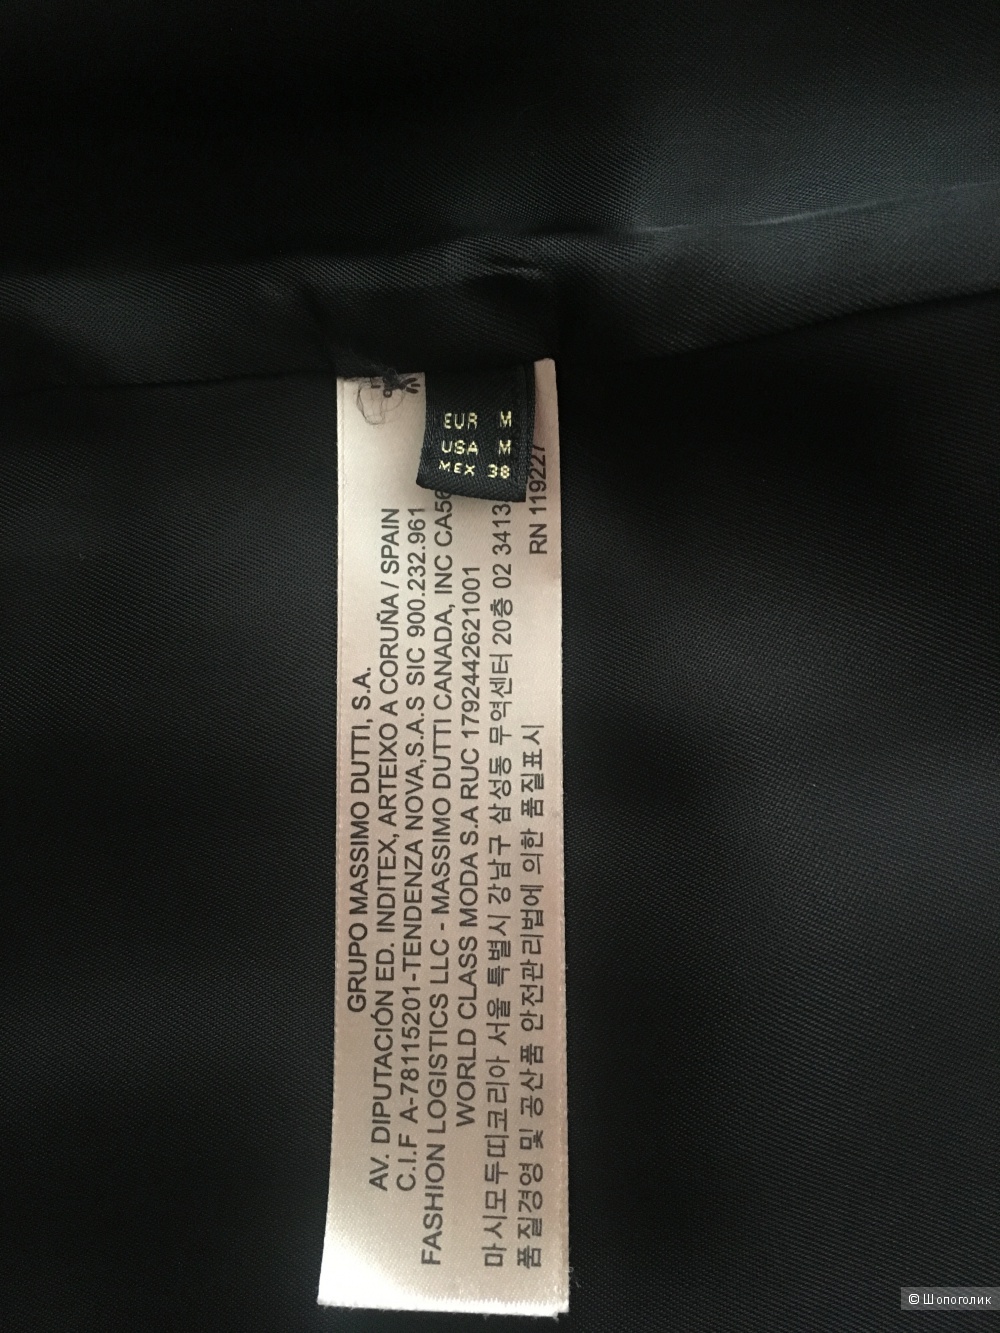 EUR M
USA M
MEX 38
GRUPO MASSIMO DUTTI, S.A.
AV. DIPUTACIÓN ED. INDITEX, ARTEIXO A CORUÑA / SPAIN
C.I.F A-78115201-TENDENZA NOVA,S.A.S SIC 900.232.961
FASHION LOGISTICS LLC - MASSIMO DUTTI CANADA, INC CA56
WORLD CLASS MODA S.A RUC 1792442621001
마시모두띠코리아 서울 특별시 강남구 삼성동 무역센터 20층 02 3413
품질경영 및 공산품 안전관리법에 의한 품질표시
RN 119227
© Шопоголик